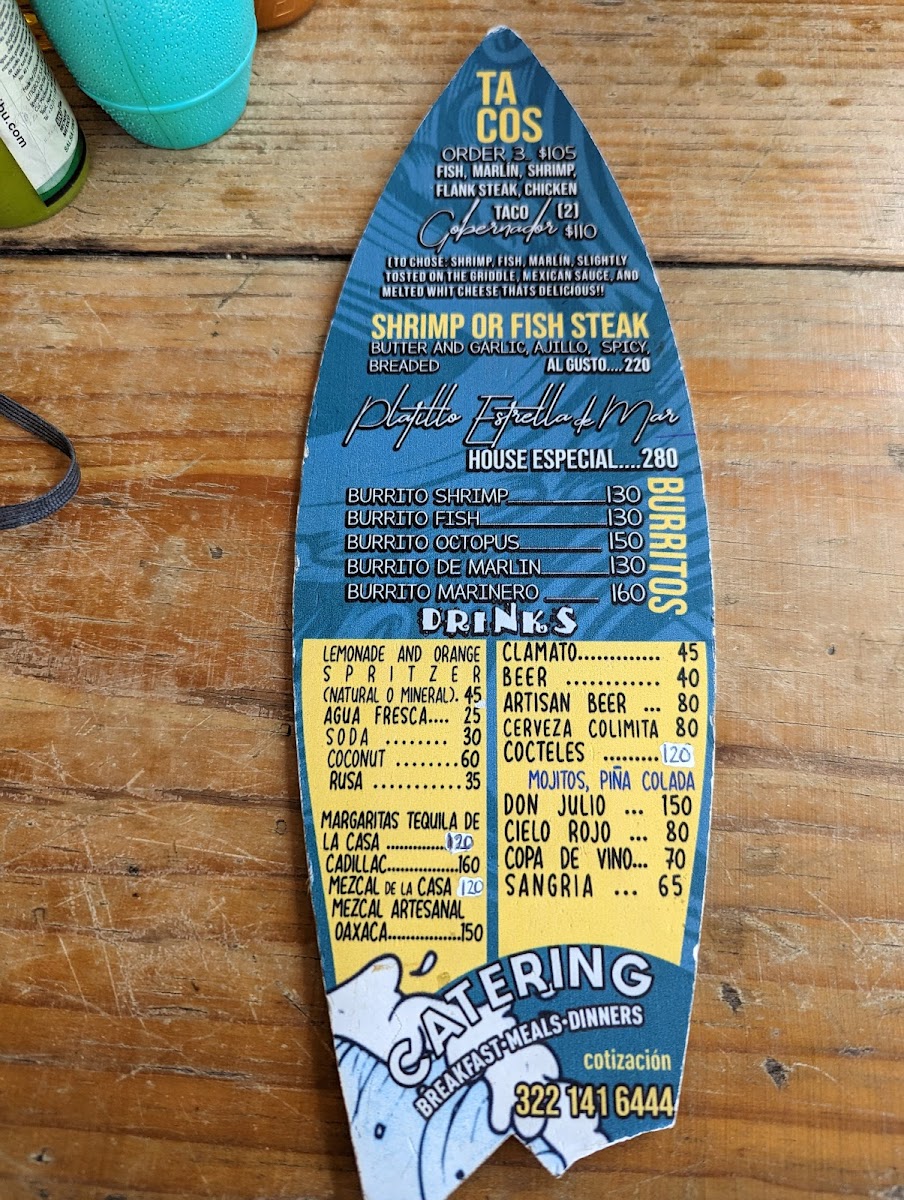 bu.com
TA
COS
ORDER 3 $105
FISH, MARLÍN, SHRIMP,
FLANK STEAK, CHICKEN
TACO (2)
Gobernador $110
(TO CHOSE: SHRIMP, FISH, MARLÍN, SLIGHTLY
TOSTED ON THE GRIDDLE, MEXICAN SAUCE, AND
MELTED WHIT CHEESE THATS DELICIOUS!!
SHRIMP OR FISH STEAK
BUTTER AND GARLIC, AJILLO, SPICY,
BREADED AL GUSTO....220
Platillo Estrella de Mar
HOUSE ESPECIAL....280
BURRITOS
BURRITO SHRIMP 130
BURRITO FISH 130
BURRITO OCTOPUS 150
BURRITO DE MARLIN 130
BURRITO MARINERO 160
DRINKS
LEMONADE AND ORANGE
SPRITZER
(NATURAL O MINERAL). 45
AGUA FRESCA.... 25
SODA ........ 30
COCONUT ........60
RUSA ...........35
MARGARITAS TEQUILA DE
LA CASA ..............120
CADILLAC.................160
MEZCAL DE LA CASA 120
MEZCAL ARTESANAL
OAXACA................150
CLAMATO............. 45
BEER ............ 40
ARTISAN BEER ... 80
CERVEZA COLIMITA 80
COCTELES ..........120
MOJITOS, PIÑA COLADA
DON JULIO ... 150
CIELO ROJO ... 80
COPA DE VINO... 70
SANGRIA ... 65
CATERING
BREAKFAST-MEALS-DINNERS
cotización
322 141 6444